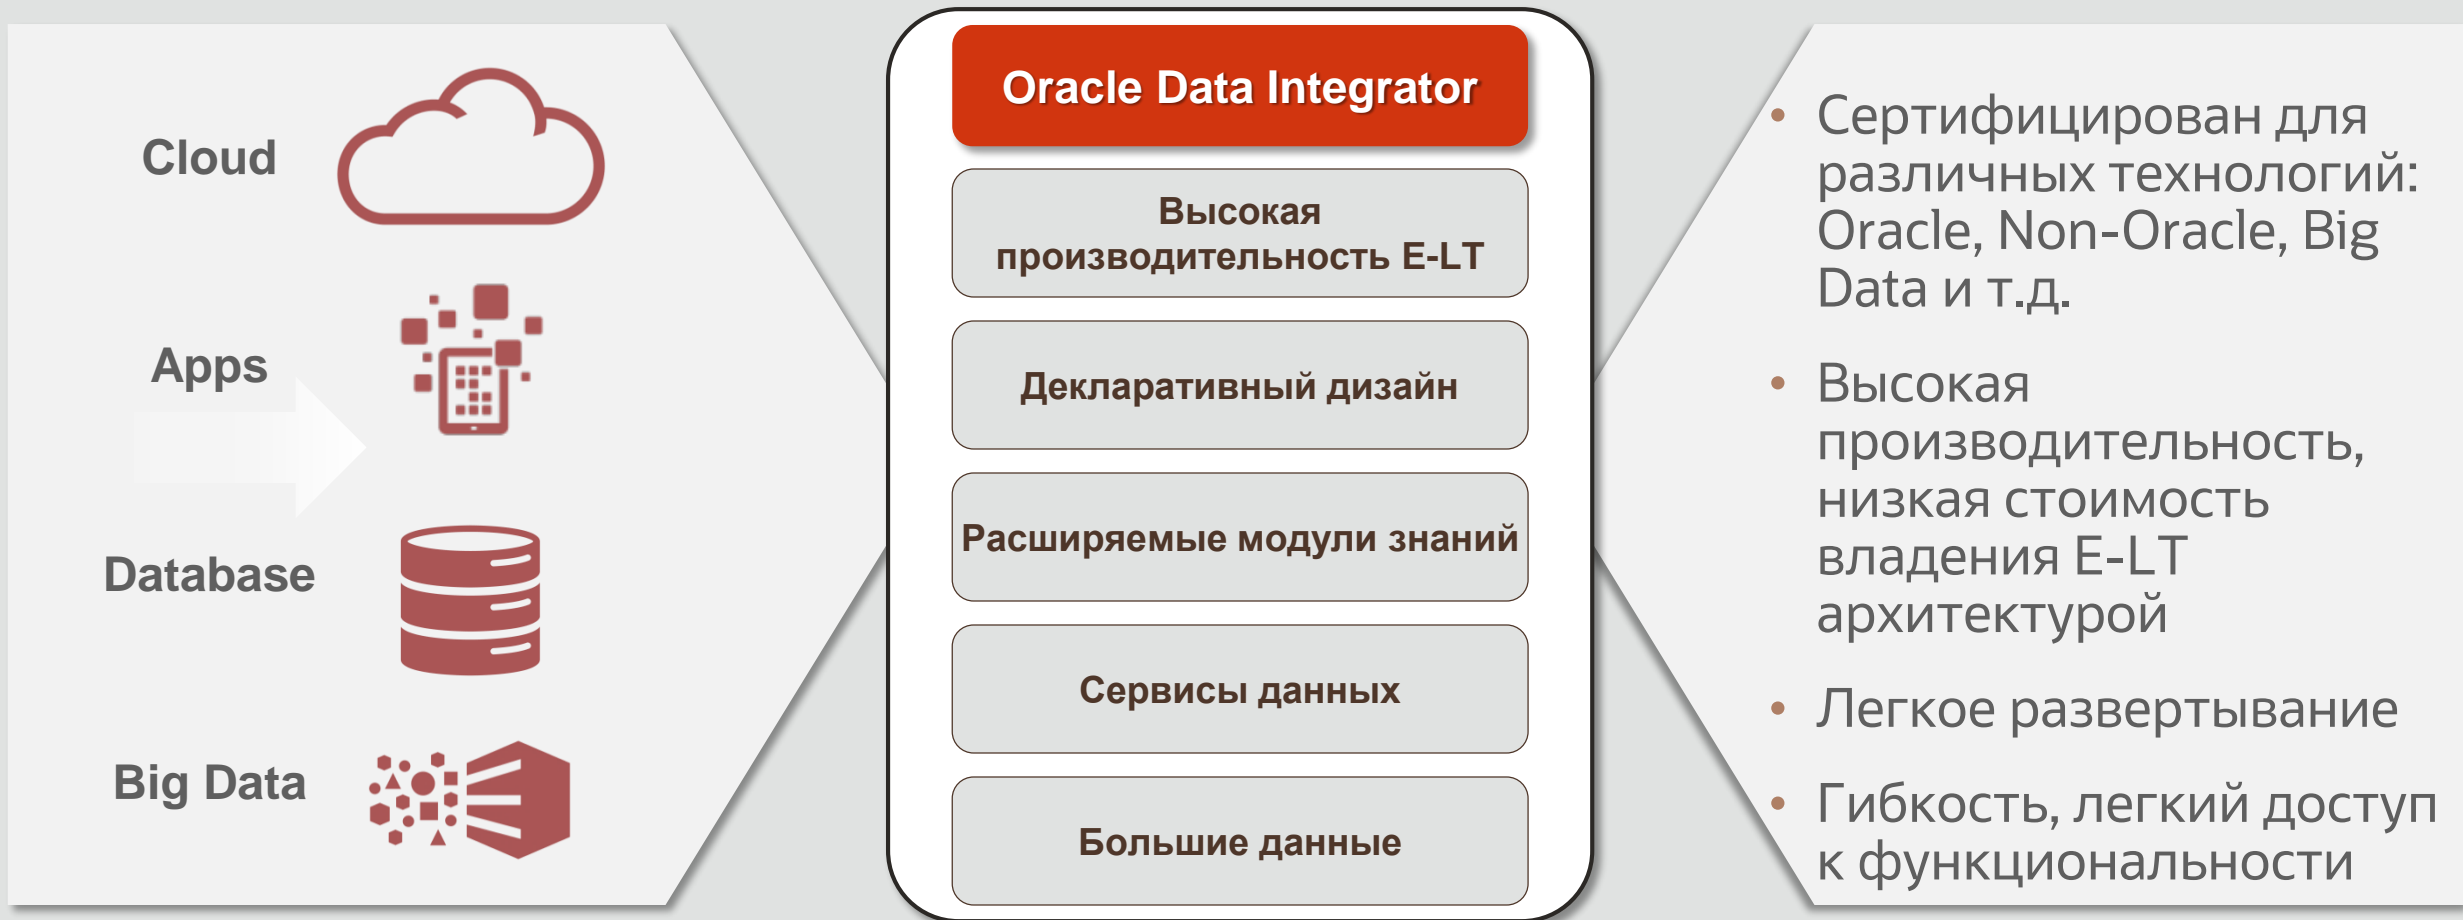 Cloud
Apps
Database
Big Data
Oracle Data Integrator
Высокая
производительность E-LT
Декларативный дизайн
Расширяемые модули знаний
Сервисы данных
Большие данные
• Сертифицирован для
различных технологий:
Oracle, Non-Oracle, Big
Data и т.д.
• Высокая
производительность,
низкая стоимость
владения E-LT
архитектурой
• Легкое развертывание
• Гибкость, легкий доступ
к функциональности